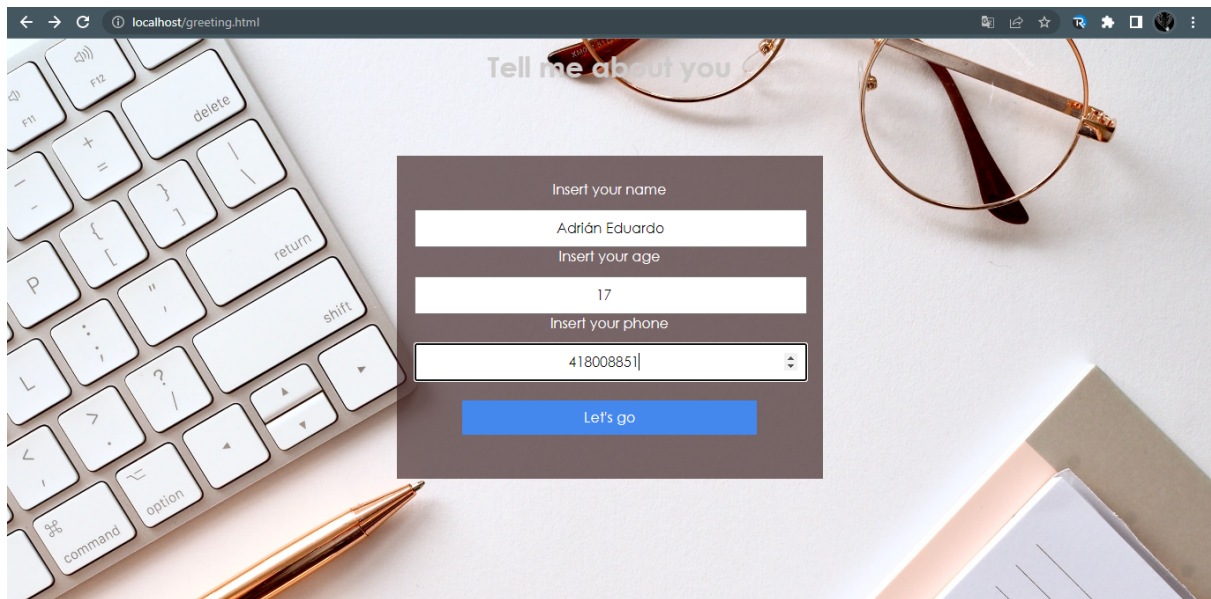 localhost/greeting.html
Tell me about you
Insert your name
Adrián Eduardo
Insert your age
17
Insert your phone
418008851
Let's go
F12
F11
delete
+
=
|
\
-
-
}
]
{
[
return
P
"
'
shift
:
;
L
?
/
>
.
<
,
option
command